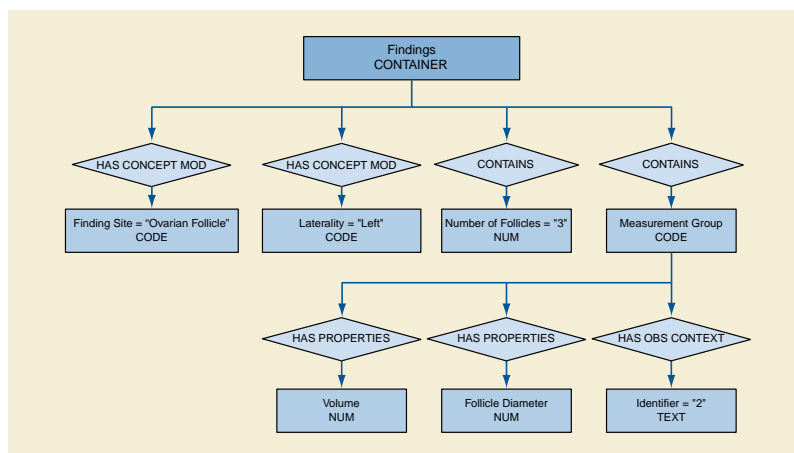 Findings
CONTAINER
HAS CONCEPT MOD
HAS CONCEPT MOD
CONTAINS
CONTAINS
Finding Site = “Ovarian Follicle”
CODE
Laterality = "Left"
CODE
Number of Follicles = "3"
NUM
Measurement Group
CODE
HAS PROPERTIES
HAS PROPERTIES
HAS OBS CONTEXT
Volume
NUM
Follicle Diameter
NUM
Identifier = "2"
TEXT